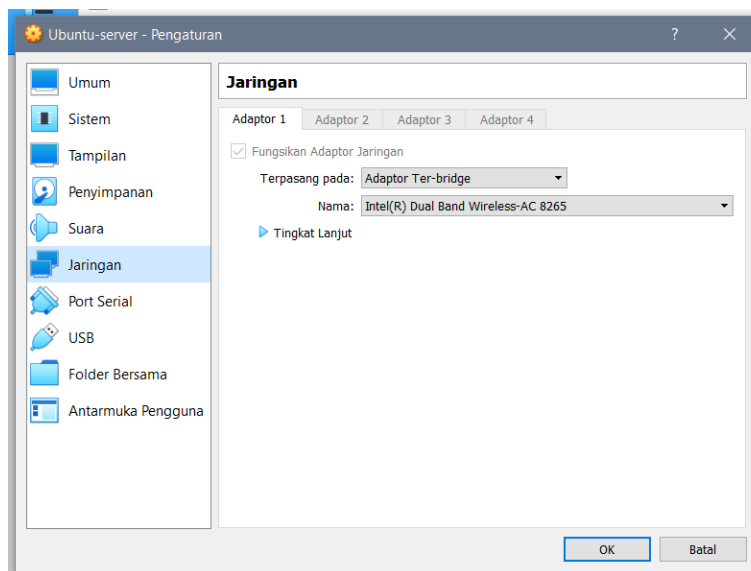 Ubuntu-server - Pengaturan
Umum
Sistem
Tampilan
Penyimpanan
Suara
Jaringan
Port Serial
USB
Folder Bersama
Antarmuka Pengguna
Jaringan
Adaptor 1 Adaptor 2 Adaptor 3 Adaptor 4
Fungsikan Adaptor Jaringan
Terpasang pada: Adaptor Ter-bridge
Nama: Intel(R) Dual Band Wireless-AC 8265
Tingkat Lanjut
OK Batal